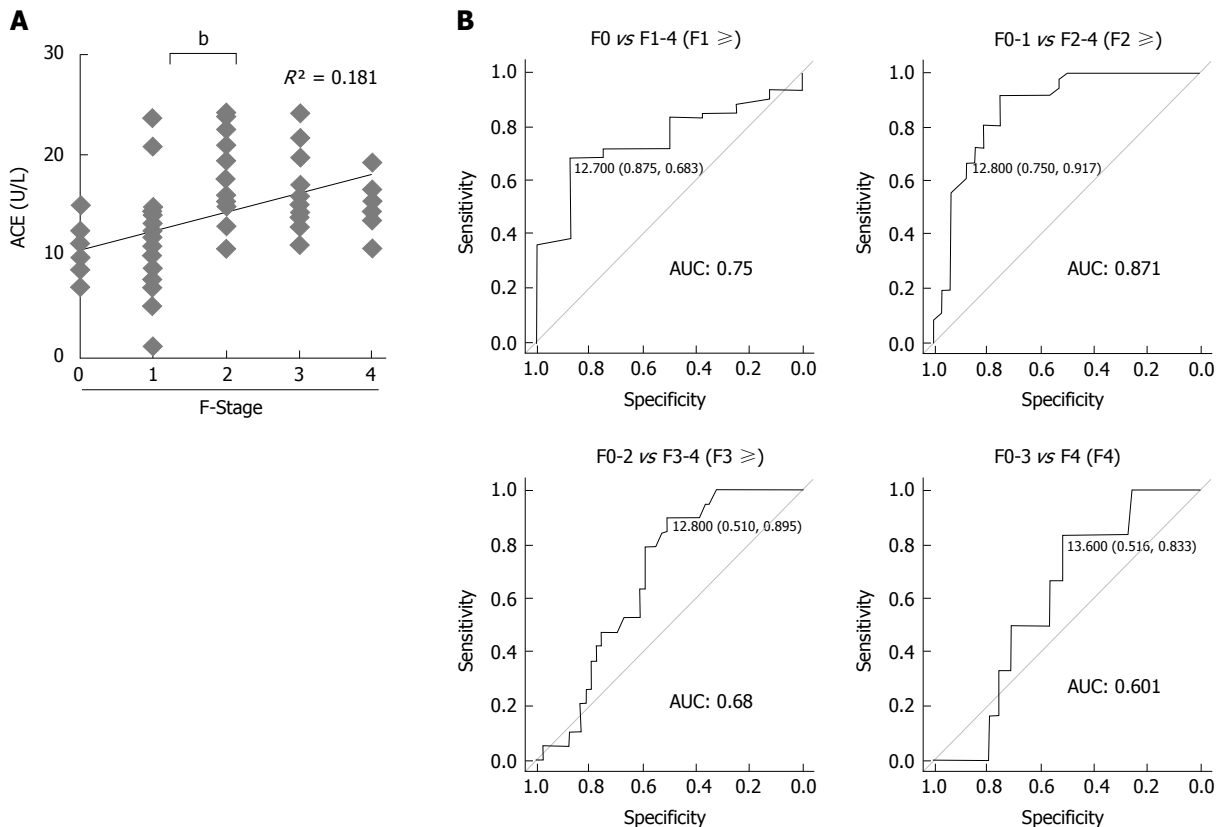 A
b
R² = 0.181
30
20
10
0
ACE (U/L)
0 1 2 3 4
F-Stage
B
F0 vs F1-4 (F1 ≥)
1.0
0.8
0.6
0.4
0.2
0.0
Sensitivity
12.700 (0.875, 0.683)
AUC: 0.75
1.0 0.8 0.6 0.4 0.2 0.0
Specificity
F0-1 vs F2-4 (F2 ≥)
1.0
0.8
0.6
0.4
0.2
0.0
Sensitivity
12.800 (0.750, 0.917)
AUC: 0.871
1.0 0.8 0.6 0.4 0.2 0.0
Specificity
F0-2 vs F3-4 (F3 ≥)
1.0
0.8
0.6
0.4
0.2
0.0
Sensitivity
12.800 (0.510, 0.895)
AUC: 0.68
1.0 0.8 0.6 0.4 0.2 0.0
Specificity
F0-3 vs F4 (F4)
1.0
0.8
0.6
0.4
0.2
0.0
Sensitivity
13.600 (0.516, 0.833)
AUC: 0.601
1.0 0.8 0.6 0.4 0.2 0.0
Specificity